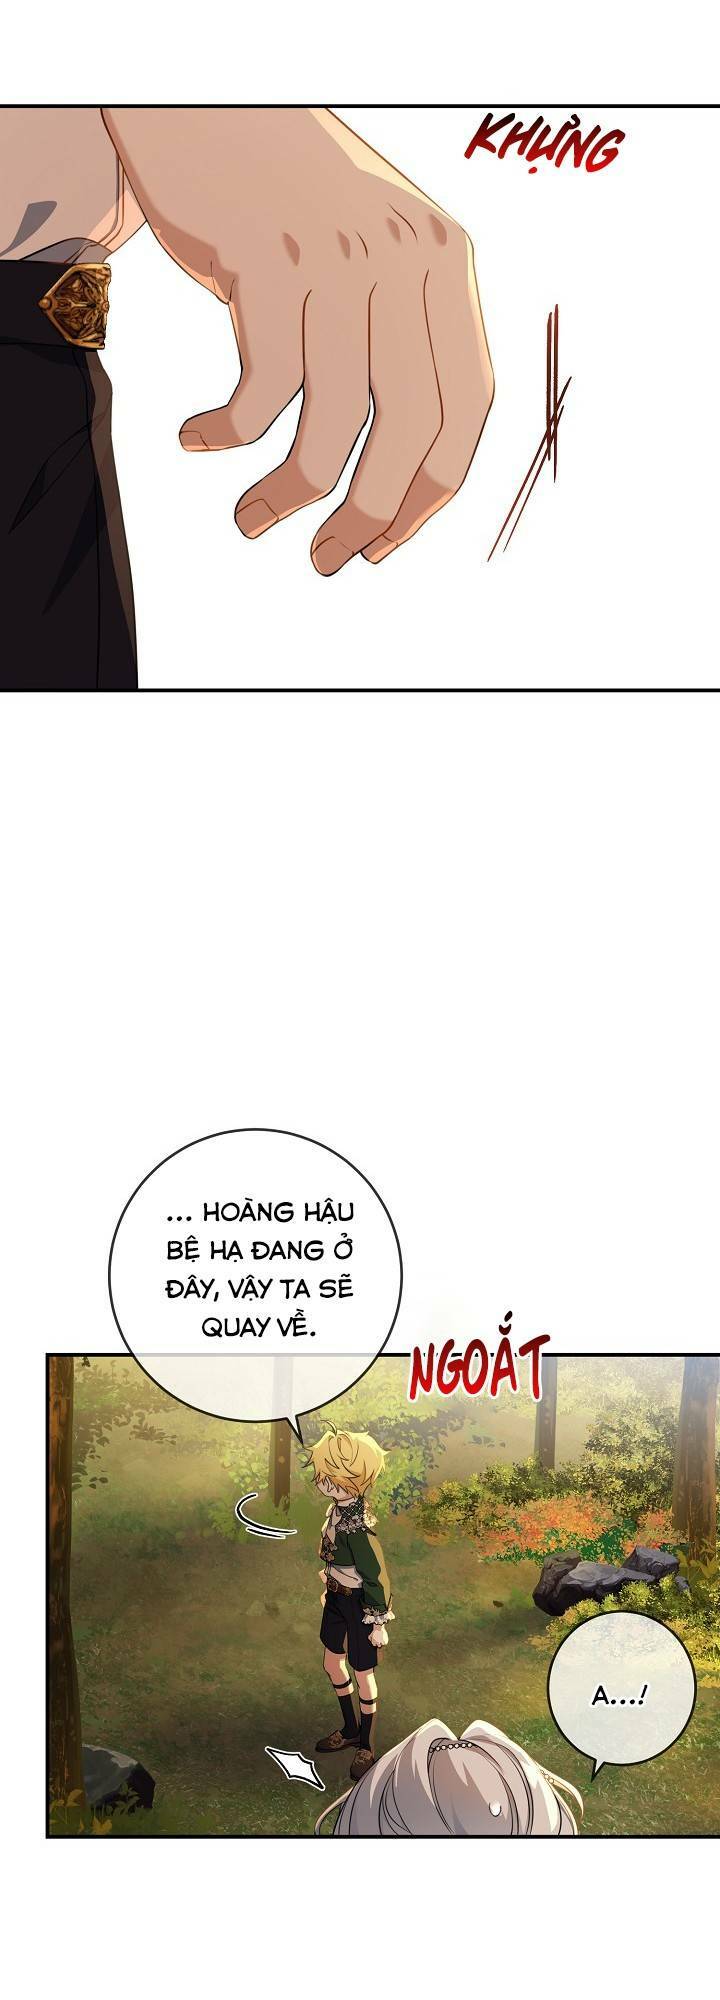 KHỰNG
... HOÀNG HẬU
BỆ HẠ ĐANG Ở
ĐÂY, VẬY TA SẼ
QUAY VỀ.
NGOẮT
A...!